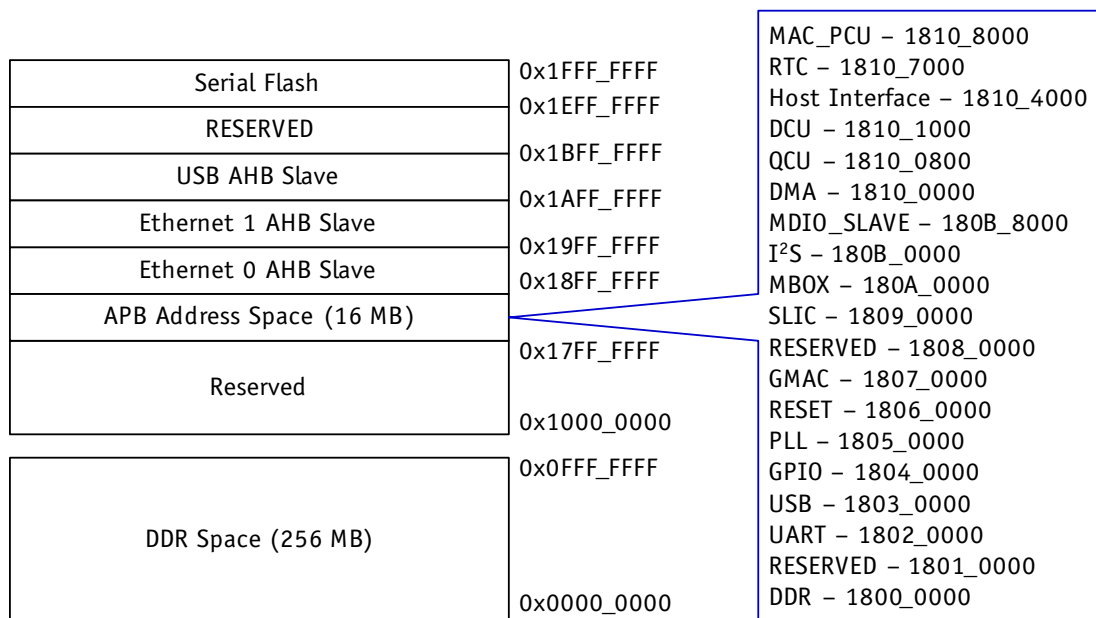 Serial Flash
0x1FFF_FFFF
0x1EFF_FFFF
RESERVED
0x1BFF_FFFF
USB AHB Slave
0x1AFF_FFFF
Ethernet 1 AHB Slave
0x19FF_FFFF
Ethernet 0 AHB Slave
0x18FF_FFFF
APB Address Space (16 MB)
0x17FF_FFFF
Reserved
0x1000_0000
0x0FFF_FFFF
DDR Space (256 MB)
0x0000_0000
MAC_PCU – 1810_8000
RTC – 1810_7000
Host Interface – 1810_4000
DCU – 1810_1000
QCU – 1810_0800
DMA – 1810_0000
MDIO_SLAVE – 180B_8000
I²S – 180B_0000
MBOX – 180A_0000
SLIC – 1809_0000
RESERVED – 1808_0000
GMAC – 1807_0000
RESET – 1806_0000
PLL – 1805_0000
GPIO – 1804_0000
USB – 1803_0000
UART – 1802_0000
RESERVED – 1801_0000
DDR – 1800_0000